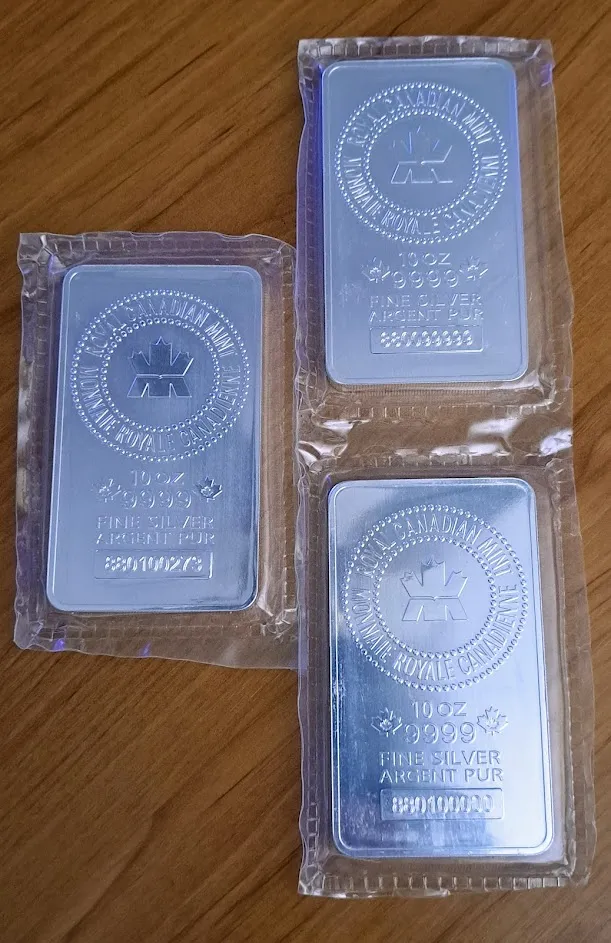 ROYAL CANADIAN MINT
MONNAIE ROYALE CANADIENNE
10 OZ
9999
FINE SILVER
ARGENT PUR
880100273
ROYAL CANADIAN MINT
MONNAIE ROYALE CANADIENNE
10 OZ
9999
FINE SILVER
ARGENT PUR
880099999
ROYAL CANADIAN MINT
MONNAIE ROYALE CANADIENNE
10 OZ
9999
FINE SILVER
ARGENT PUR
880100000